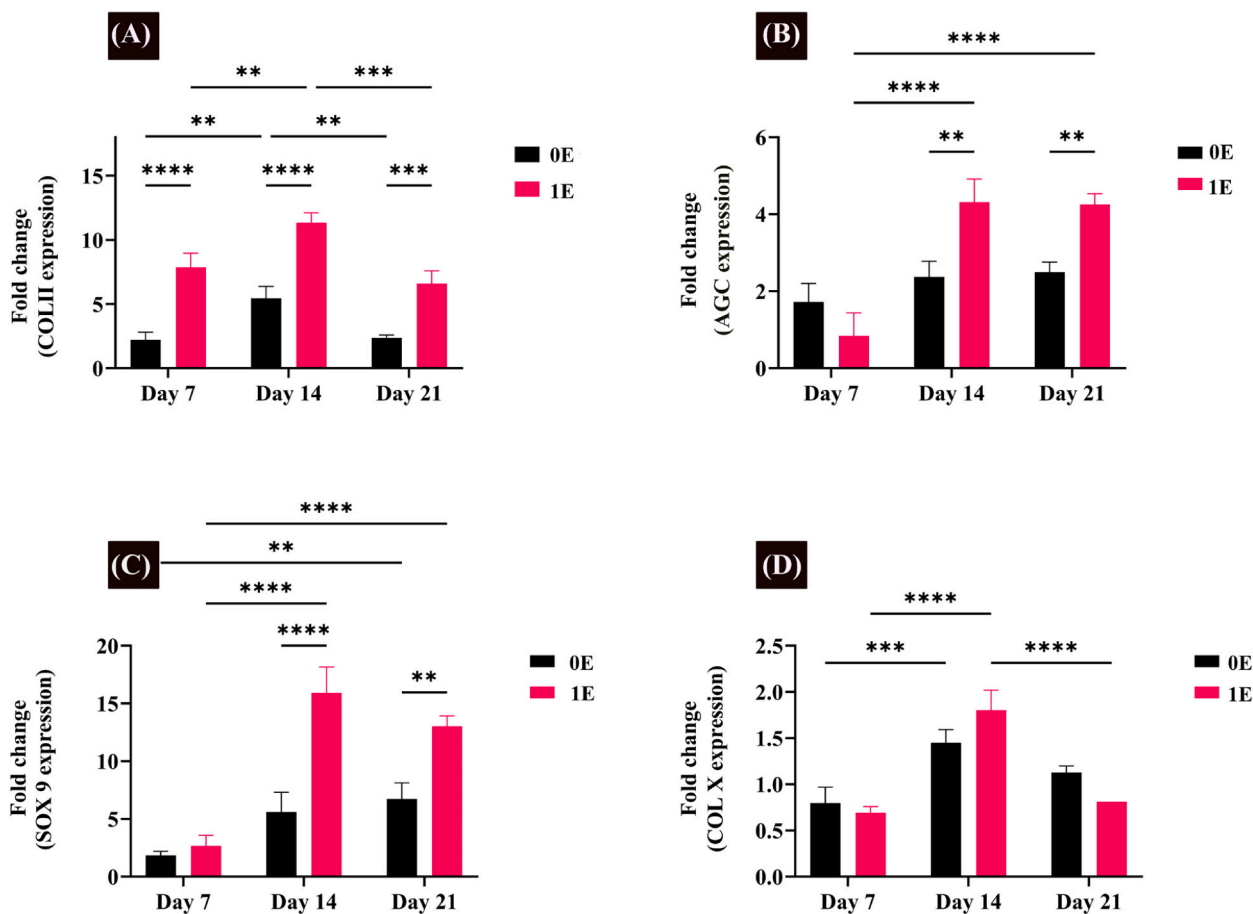 (A)
**
***
**
**
****
****
***
0E
1E
15
10
5
0
Fold change
(COLII expression)
Day 7
Day 14
Day 21
(B)
****
****
**
**
0E
1E
6
4
2
0
Fold change
(AGC expression)
Day 7
Day 14
Day 21
(C)
****
**
****
****
**
0E
1E
20
15
10
5
0
Fold change
(SOX 9 expression)
Day 7
Day 14
Day 21
(D)
****
***
****
0E
1E
2.5
2.0
1.5
1.0
0.5
0.0
Fold change
(COL X expression)
Day 7
Day 14
Day 21